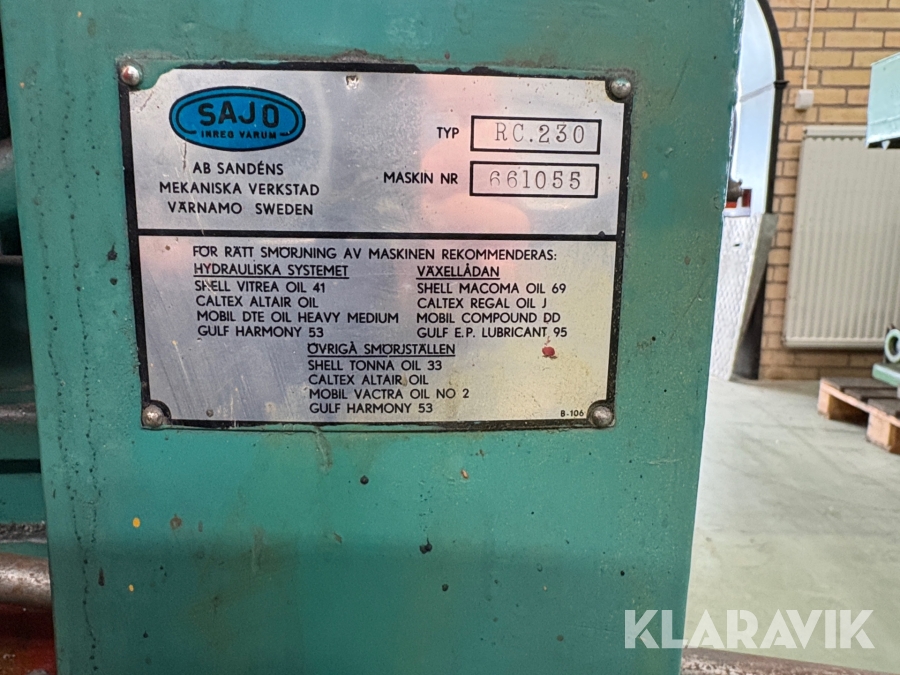 SAJO
INREG VARUM
AB SANDÉNS
MEKANISKA VERKSTAD
VÄRNAMO SWEDEN
TYP RC.230
MASKIN NR 661055
FÖR RÄTT SMÖRJNING AV MASKINEN REKOMMENDERAS:
HYDRAULISKA SYSTEMET
SHELL VITREA OIL 41
CALTEX ALTAIR OIL
MOBIL DTE OIL HEAVY MEDIUM
GULF HARMONY 53
VÄXELLÅDAN
SHELL MACOMA OIL 69
CALTEX REGAL OIL J
MOBIL COMPOUND DD
GULF E.P. LUBRICANT 95
ÖVRIGA SMÖRJSTÄLLEN
SHELL TONNA OIL 33
CALTEX ALTAIR OIL
MOBIL VACTRA OIL NO 2
GULF HARMONY 53
B-106
KLARAVIK